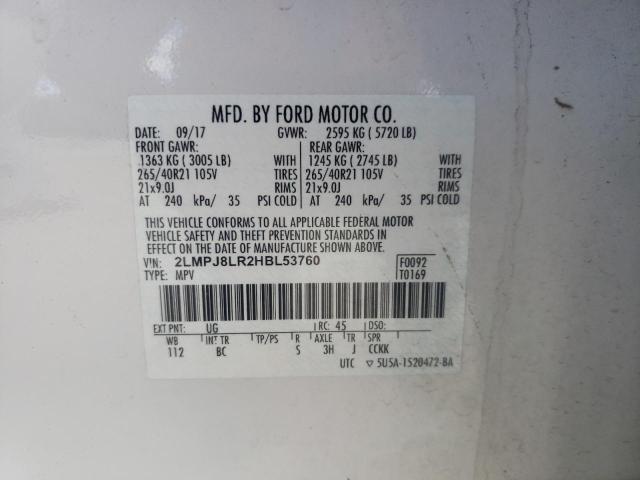 MFD. BY FORD MOTOR CO.
DATE: 09/17 GVWR: 2595 KG ( 5720 LB)
FRONT GAWR: REAR GAWR:
1363 KG ( 3005 LB) WITH 1245 KG ( 2745 LB) WITH
265/40R21 105V TIRES 265/40R21 105V TIRES
21x9.0J RIMS 21x9.0J RIMS
AT 240 kPa/ 35 PSI COLD AT 240 kPa/ 35 PSI COLD
THIS VEHICLE CONFORMS TO ALL APPLICABLE FEDERAL MOTOR
VEHICLE SAFETY AND THEFT PREVENTION STANDARDS IN
EFFECT ON THE DATE OF MANUFACTURE SHOWN ABOVE.
VIN: 2LMPJ8LR2HBL53760 F0092
TYPE: MPV T0169
EXT PNT: UG RC: 45 DSO:
WB INT TR TP/PS R AXLE TR SPR
112 BC S 3H J CCKK
UTC ▽ 5U5A-1520472-BA